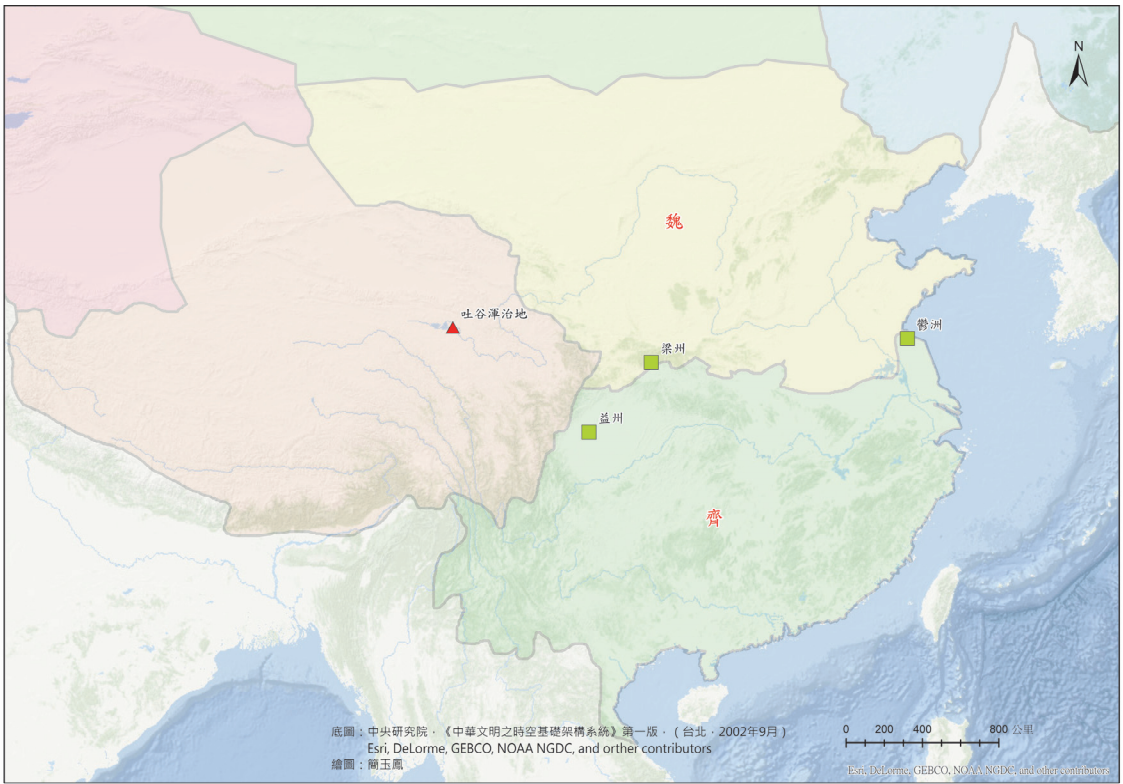 N
魏
吐谷渾治地
鬱洲
梁州
益州
齊
底圖：中央研究院，《中華文明之時空基礎架構系統》第一版，（台北，2002年9月）
Esri, DeLorme, GEBCO, NOAA NGDC, and orther contributors
繪圖：簡玉鳳
0 200 400 800 公里
Esri, DeLorme, GEBCO, NOAA NGDC, and other contributors